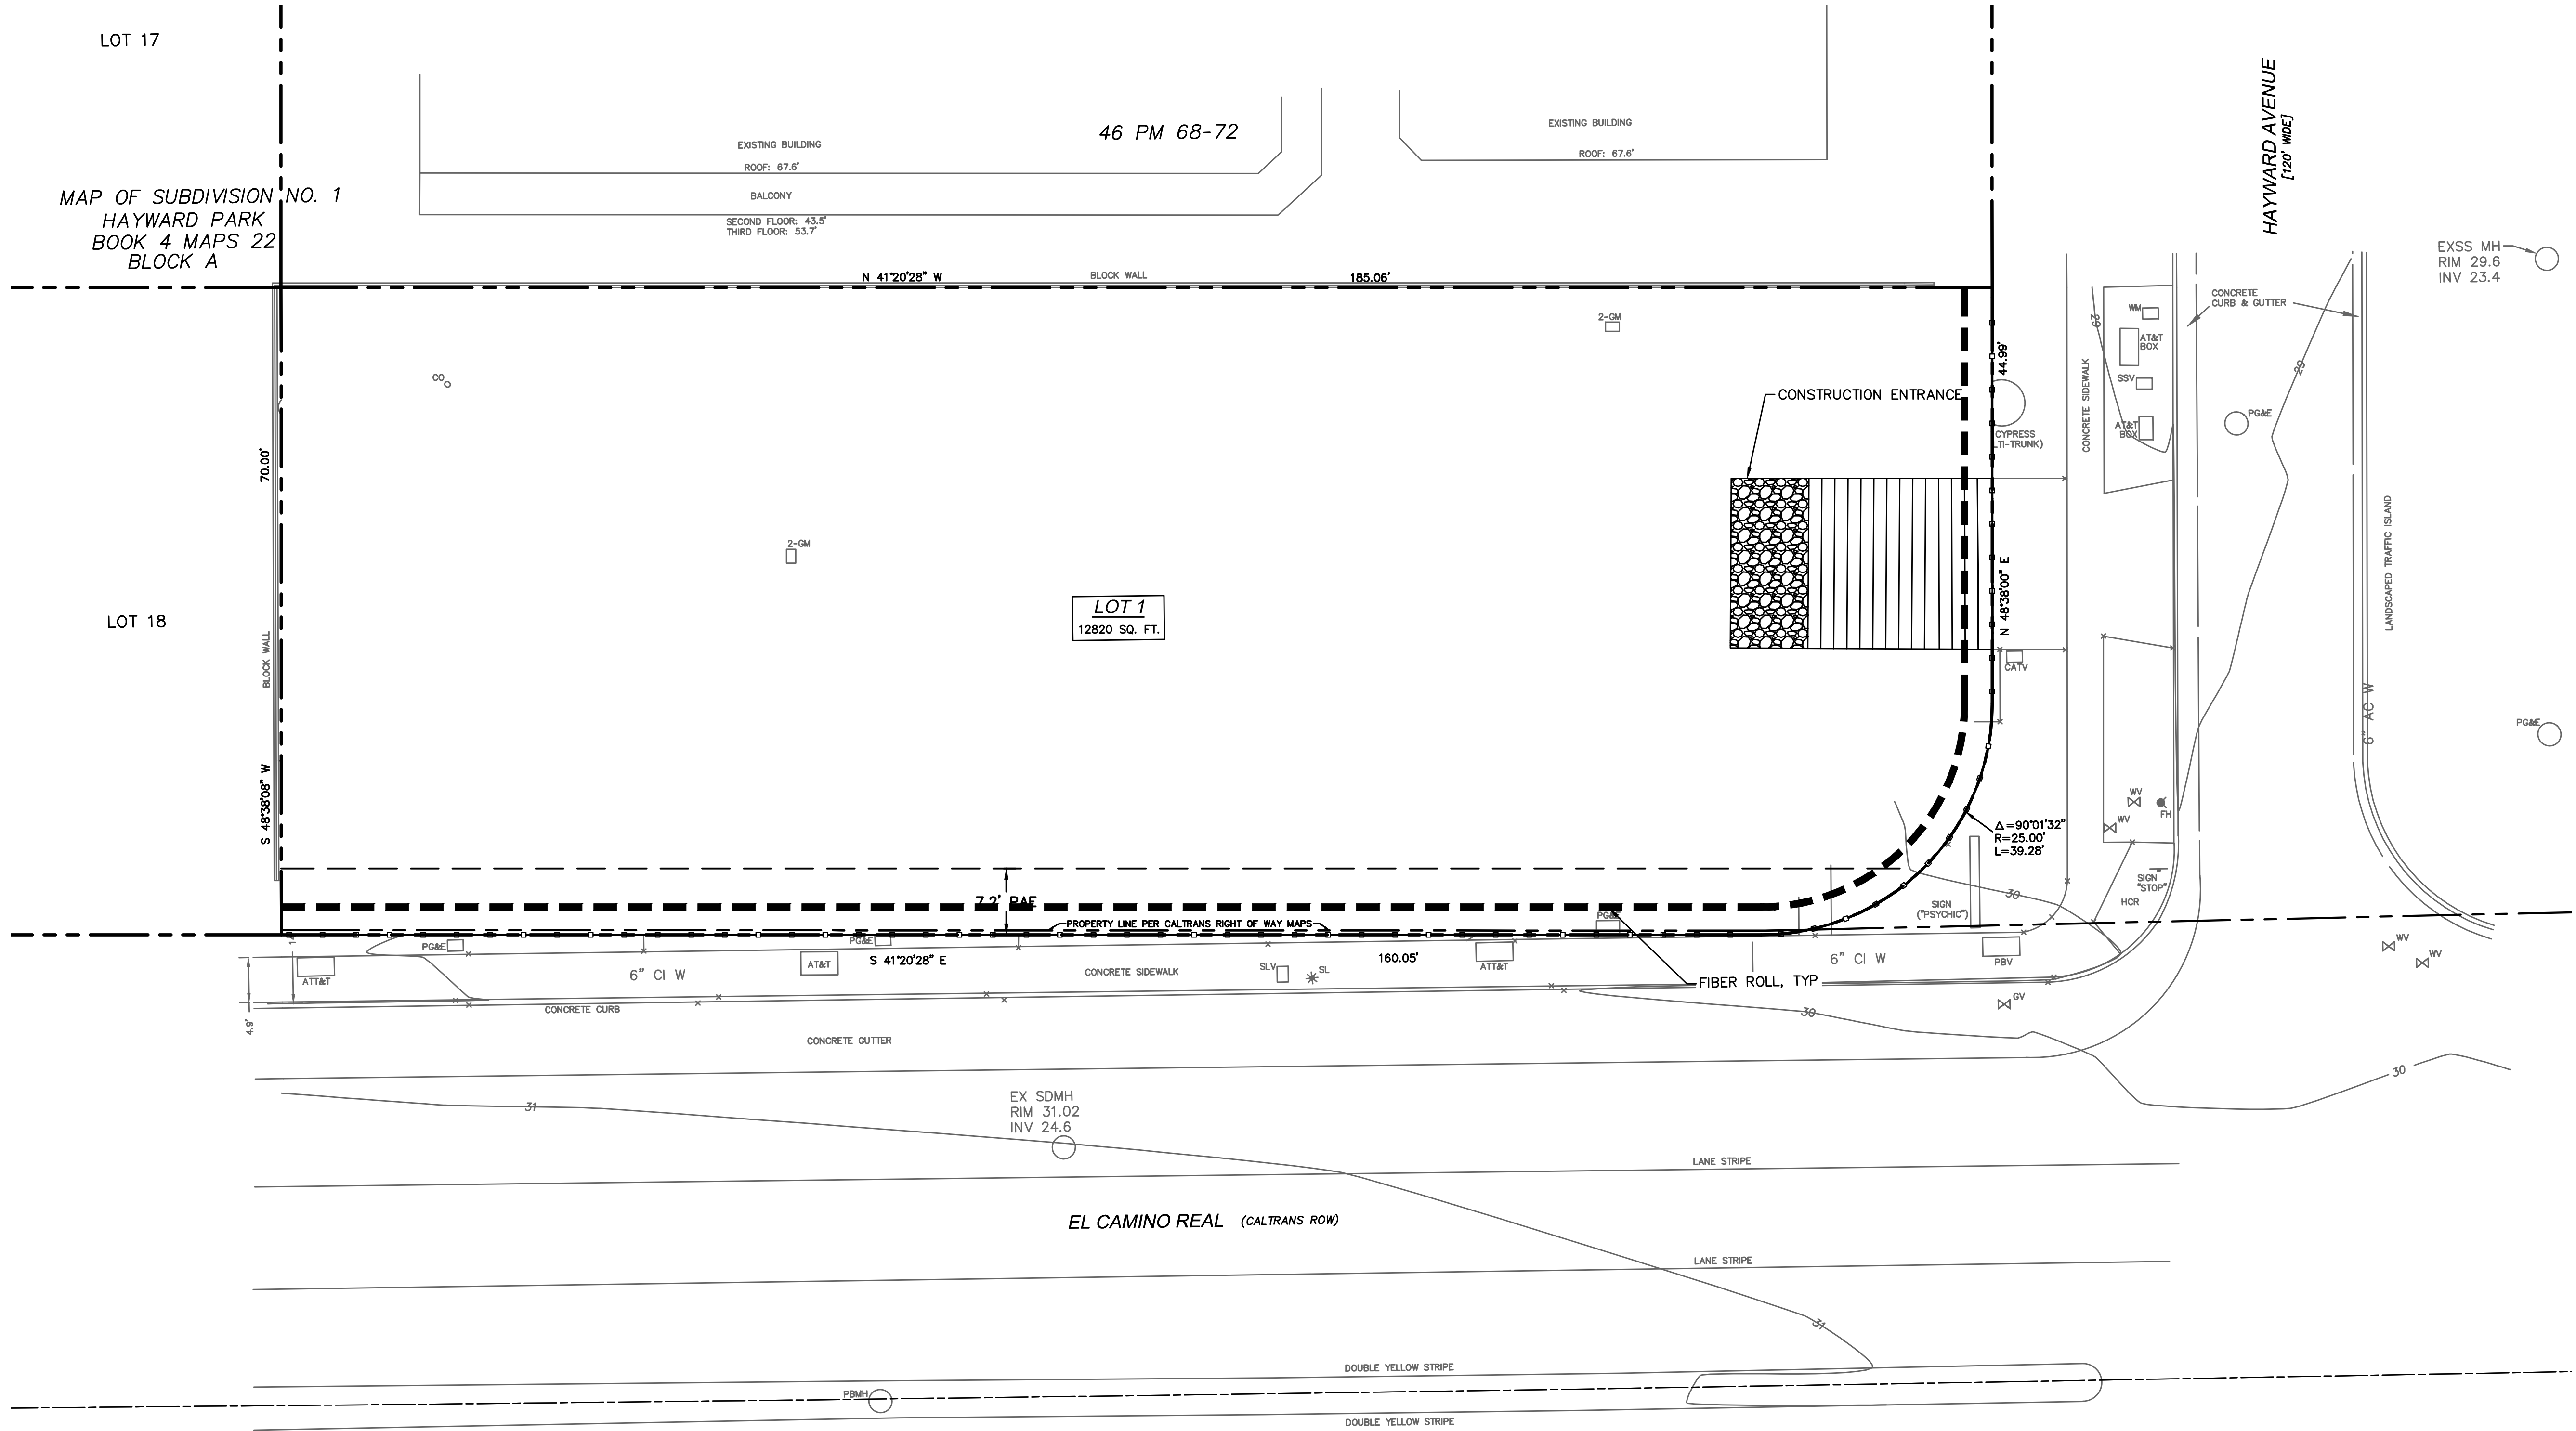 LOT 17
HAYWARD AVENUE
[120' WIDE]
46 PM 68-72
EXISTING BUILDING
ROOF: 67.6'
BALCONY
SECOND FLOOR: 43.5'
THIRD FLOOR: 53.7'
EXISTING BUILDING
ROOF: 67.6'
MAP OF SUBDIVISION NO. 1
HAYWARD PARK
BOOK 4 MAPS 22
BLOCK A
EXSS MH
RIM 29.6
INV 23.4
N 41°20'28" W
BLOCK WALL
185.06'
CONCRETE
CURB & GUTTER
29
WM
AT&T
BOX
SSV
AT&T
BOX
PG&E
29
2-GM
CO
44.99'
CONCRETE SIDEWALK
CONSTRUCTION ENTRANCE
CYPRESS
LTI-TRUNK)
70.00'
2-GM
LOT 1
12820 SQ. FT.
LOT 18
BLOCK WALL
N 48°38'00" E
CATV
LANDSCAPED TRAFFIC ISLAND
6" AC W
PG&E
S 48°38'08" W
WV
FH
WV
Δ=90°01'32"
R=25.00'
L=39.28'
SIGN
"STOP"
HCR
30
SIGN
("PSYCHIC")
7.2' PAE
PROPERTY LINE PER CALTRANS RIGHT OF WAY MAPS
PG&E
PG&E
PG&E
S 41°20'28" E
160.05'
ATT&T
6" CI W
AT&T
CONCRETE SIDEWALK
SLV
SL
ATT&T
6" CI W
PBV
WV
WV
FIBER ROLL, TYP
GV
4.9'
CONCRETE CURB
CONCRETE GUTTER
30
30
31
EX SDMH
RIM 31.02
INV 24.6
LANE STRIPE
EL CAMINO REAL (CALTRANS ROW)
LANE STRIPE
31
DOUBLE YELLOW STRIPE
PBMH
DOUBLE YELLOW STRIPE